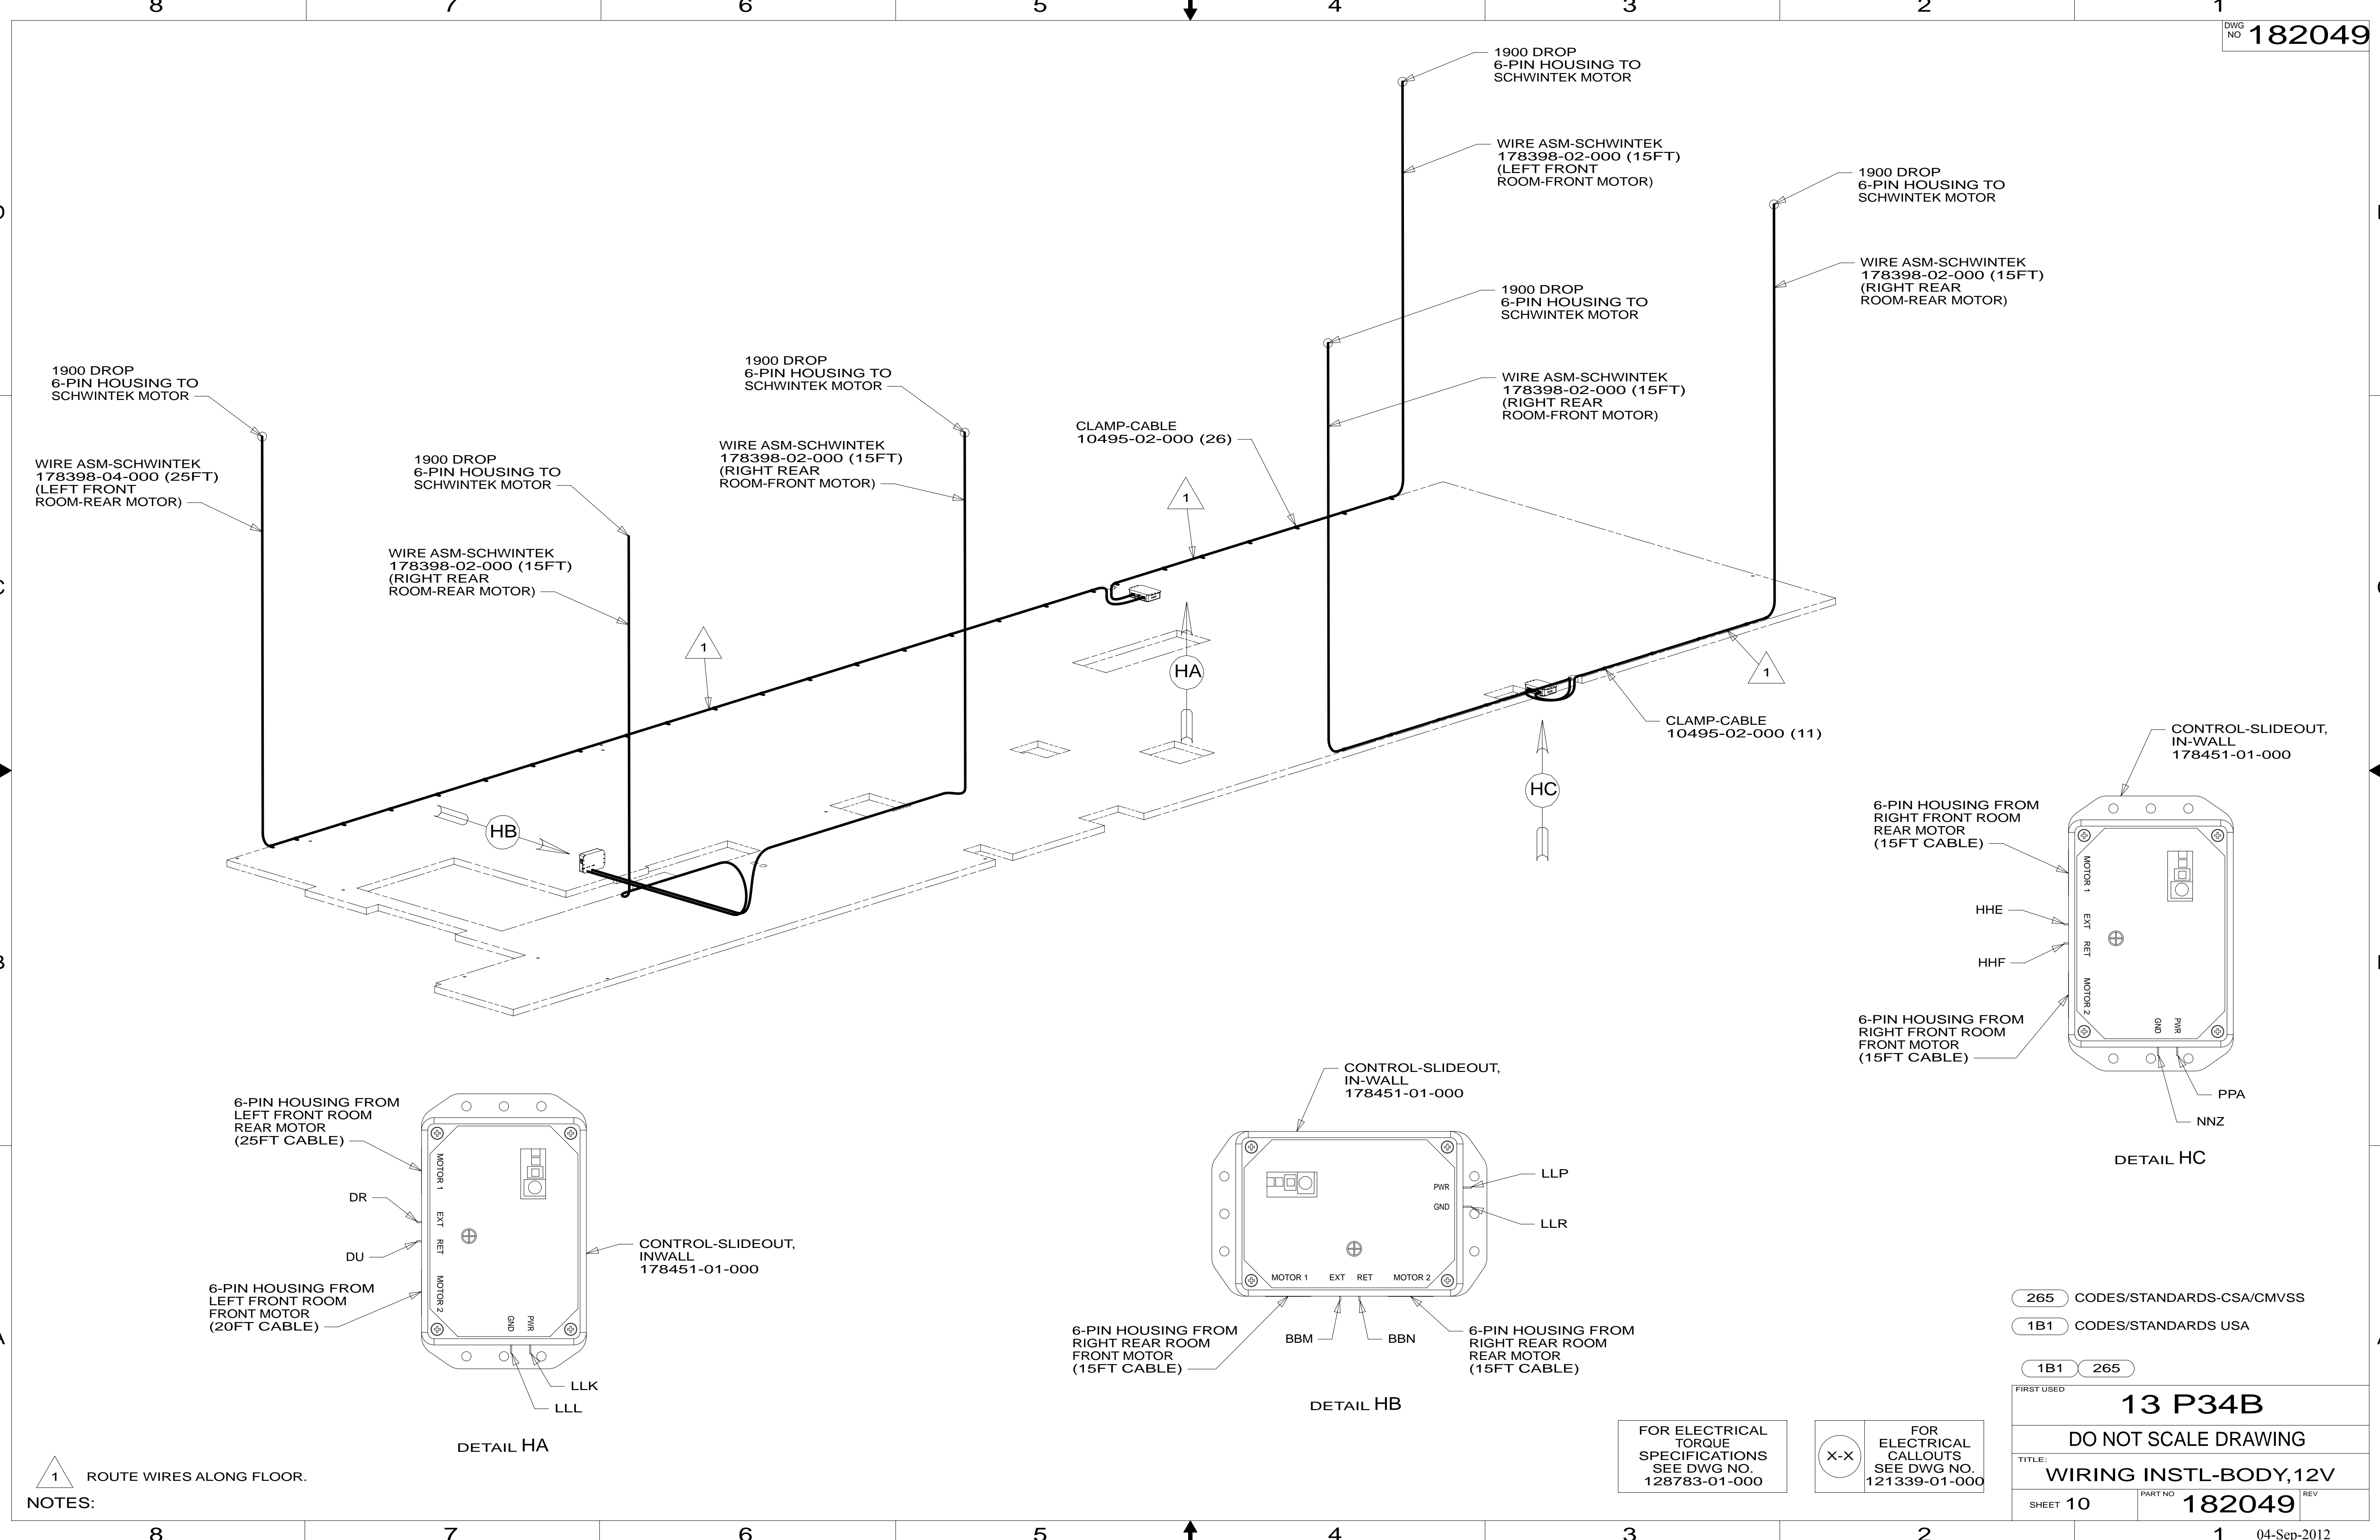 8 7 6 5 4 3 2 1
DWG
NO 182049
1900 DROP
6-PIN HOUSING TO
SCHWINTEK MOTOR
WIRE ASM-SCHWINTEK
178398-02-000 (15FT)
(LEFT FRONT
ROOM-FRONT MOTOR)
1900 DROP
6-PIN HOUSING TO
SCHWINTEK MOTOR
WIRE ASM-SCHWINTEK
178398-02-000 (15FT)
(RIGHT REAR
ROOM-REAR MOTOR)
1900 DROP
6-PIN HOUSING TO
SCHWINTEK MOTOR
WIRE ASM-SCHWINTEK
178398-02-000 (15FT)
(RIGHT REAR
ROOM-FRONT MOTOR)
1900 DROP
6-PIN HOUSING TO
SCHWINTEK MOTOR
WIRE ASM-SCHWINTEK
178398-04-000 (25FT)
(LEFT FRONT
ROOM-REAR MOTOR)
1900 DROP
6-PIN HOUSING TO
SCHWINTEK MOTOR
WIRE ASM-SCHWINTEK
178398-02-000 (15FT)
(RIGHT REAR
ROOM-REAR MOTOR)
1900 DROP
6-PIN HOUSING TO
SCHWINTEK MOTOR
WIRE ASM-SCHWINTEK
178398-02-000 (15FT)
(RIGHT REAR
ROOM-FRONT MOTOR)
CLAMP-CABLE
10495-02-000 (26)
1
1
1
HA
HB
HC
CLAMP-CABLE
10495-02-000 (11)
CONTROL-SLIDEOUT,
IN-WALL
178451-01-000
6-PIN HOUSING FROM
RIGHT FRONT ROOM
REAR MOTOR
(15FT CABLE)
HHE
HHF
6-PIN HOUSING FROM
RIGHT FRONT ROOM
FRONT MOTOR
(15FT CABLE)
MOTOR 1
EXT
RET
MOTOR 2
GND
PWR
PPA
NNZ
DETAIL HC
6-PIN HOUSING FROM
LEFT FRONT ROOM
REAR MOTOR
(25FT CABLE)
DR
DU
6-PIN HOUSING FROM
LEFT FRONT ROOM
FRONT MOTOR
(20FT CABLE)
MOTOR 1
EXT
RET
MOTOR 2
GND
PWR
CONTROL-SLIDEOUT,
INWALL
178451-01-000
LLK
LLL
DETAIL HA
CONTROL-SLIDEOUT,
IN-WALL
178451-01-000
PWR
GND
LLP
LLR
MOTOR 1 EXT RET MOTOR 2
6-PIN HOUSING FROM
RIGHT REAR ROOM
FRONT MOTOR
(15FT CABLE)
BBM
BBN
6-PIN HOUSING FROM
RIGHT REAR ROOM
REAR MOTOR
(15FT CABLE)
DETAIL HB
265 CODES/STANDARDS-CSA/CMVSS
1B1 CODES/STANDARDS USA
1B1 265
FIRST USED
13 P34B
DO NOT SCALE DRAWING
TITLE:
WIRING INSTL-BODY,12V
SHEET 10
PART NO 182049
REV
FOR ELECTRICAL
TORQUE
SPECIFICATIONS
SEE DWG NO.
128783-01-000
X-X
FOR
ELECTRICAL
CALLOUTS
SEE DWG NO.
121339-01-000
1 ROUTE WIRES ALONG FLOOR.
NOTES:
8 7 6 5 4 3 2 1
04-Sep-2012